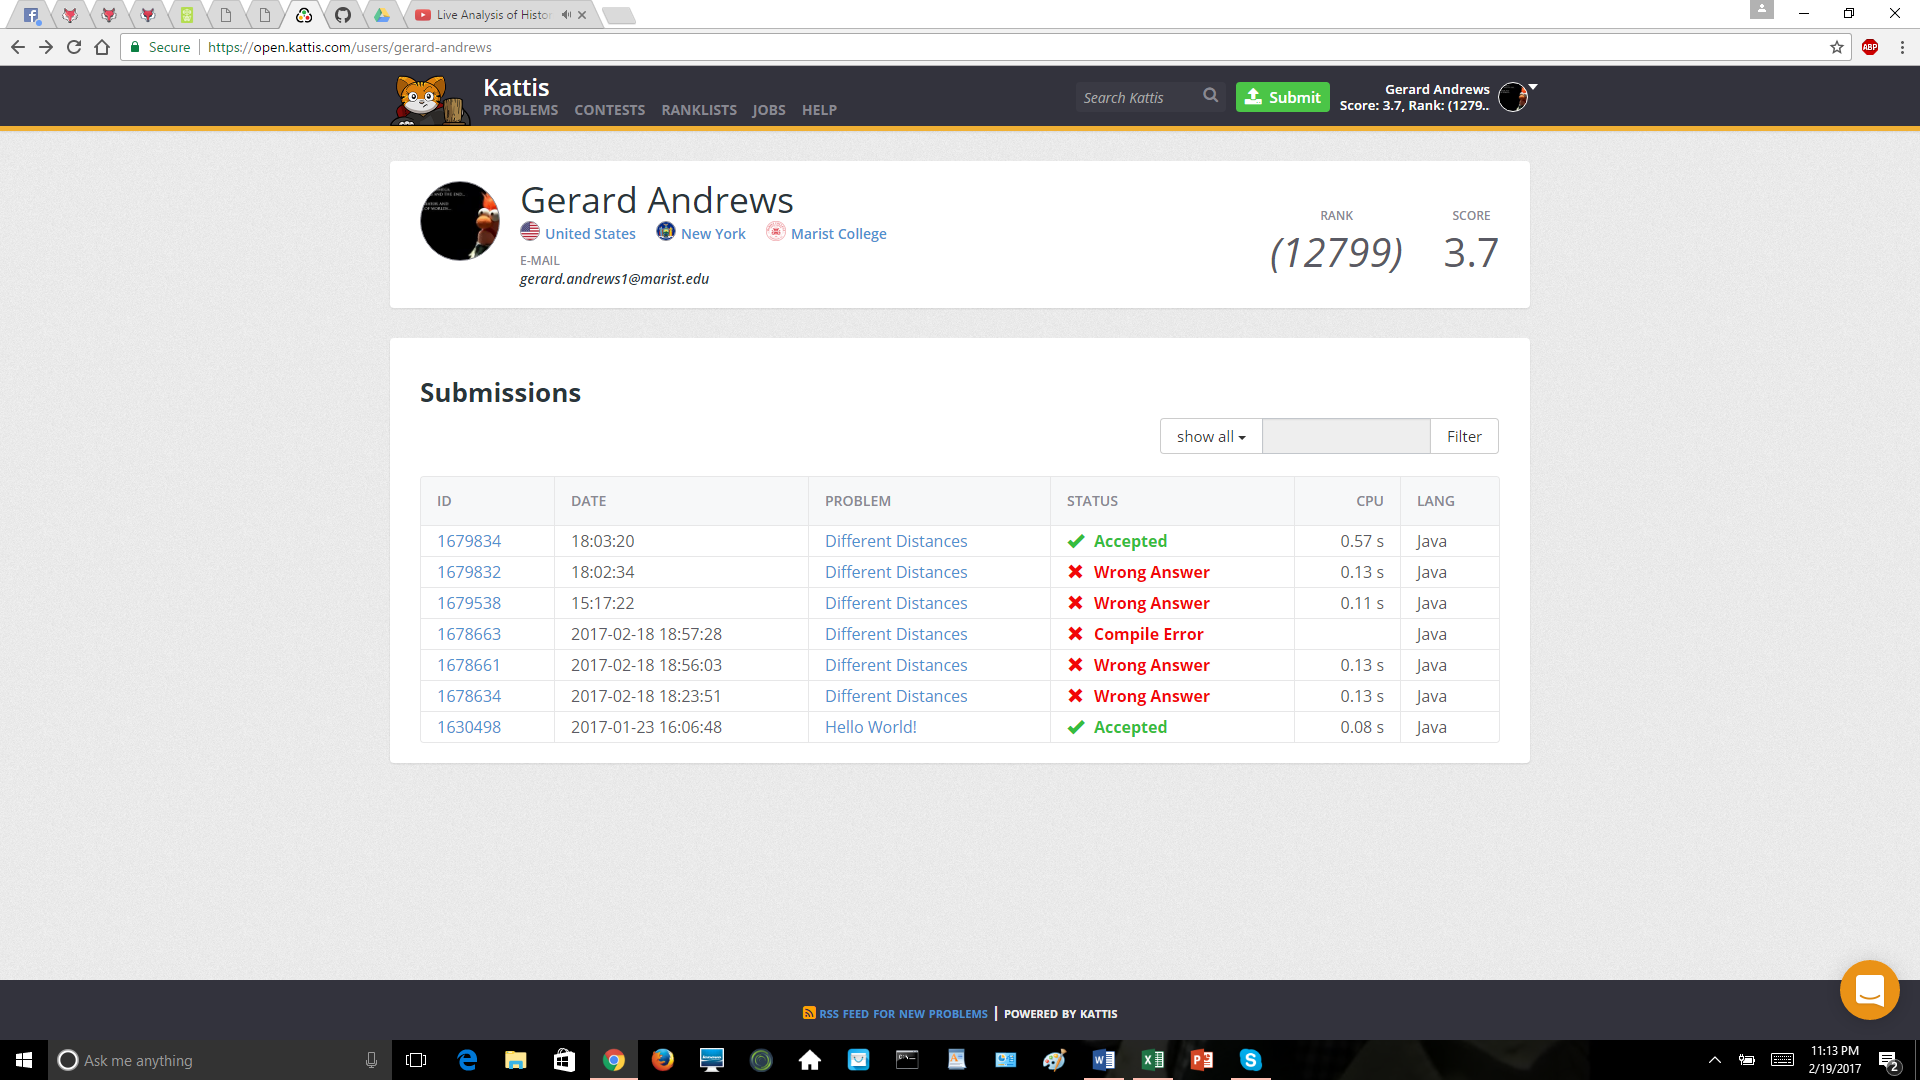 Live Analysis of Histo
Secure https://open.kattis.com/users/gerard-andrews
ABP
Kattis
PROBLEMS CONTESTS RANKLISTS JOBS HELP
Search Kattis
Submit
Gerard Andrews
Score: 3.7, Rank: (1279..
Gerard Andrews
United States New York Marist College
E-MAIL
gerard.andrews1@marist.edu
RANK SCORE
(12799) 3.7
Submissions
show all Filter
ID DATE PROBLEM STATUS CPU LANG
1679834 18:03:20 Different Distances Accepted 0.57 s Java
1679832 18:02:34 Different Distances Wrong Answer 0.13 s Java
1679538 15:17:22 Different Distances Wrong Answer 0.11 s Java
1678663 2017-02-18 18:57:28 Different Distances Compile Error Java
1678661 2017-02-18 18:56:03 Different Distances Wrong Answer 0.13 s Java
1678634 2017-02-18 18:23:51 Different Distances Wrong Answer 0.13 s Java
1630498 2017-01-23 16:06:48 Hello World! Accepted 0.08 s Java
RSS FEED FOR NEW PROBLEMS | POWERED BY KATTIS
Ask me anything
11:13 PM
2/19/2017
2